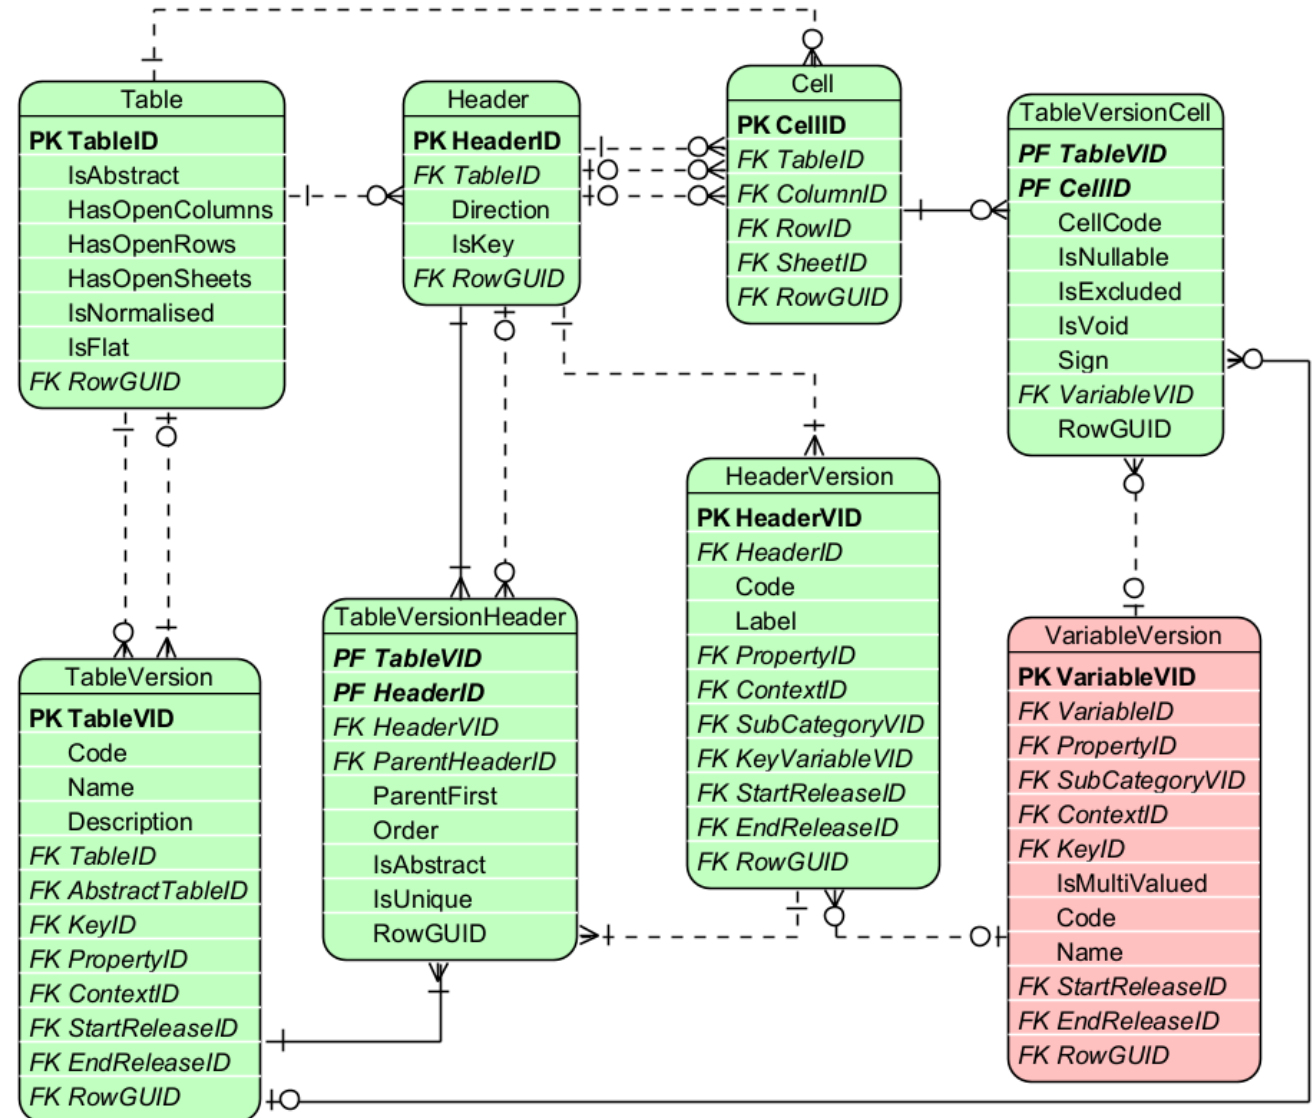 Table
PK TableID
IsAbstract
HasOpenColumns
HasOpenRows
HasOpenSheets
IsNormalised
IsFlat
FK RowGUID
Header
PK HeaderID
FK TableID
Direction
IsKey
FK RowGUID
Cell
PK CellID
FK TableID
FK ColumnID
FK RowID
FK SheetID
FK RowGUID
TableVersionCell
PF TableVID
PF CellID
CellCode
IsNullable
IsExcluded
IsVoid
Sign
FK VariableVID
RowGUID
TableVersion
PK TableVID
Code
Name
Description
FK TableID
FK AbstractTableID
FK KeyID
FK PropertyID
FK ContextID
FK StartReleaseID
FK EndReleaseID
FK RowGUID
TableVersionHeader
PF TableVID
PF HeaderID
FK HeaderVID
FK ParentHeaderID
ParentFirst
Order
IsAbstract
IsUnique
RowGUID
HeaderVersion
PK HeaderVID
FK HeaderID
Code
Label
FK PropertyID
FK ContextID
FK SubCategoryVID
FK KeyVariableVID
FK StartReleaseID
FK EndReleaseID
FK RowGUID
VariableVersion
PK VariableVID
FK VariableID
FK PropertyID
FK SubCategoryVID
FK ContextID
FK KeyID
IsMultiValued
Code
Name
FK StartReleaseID
FK EndReleaseID
FK RowGUID